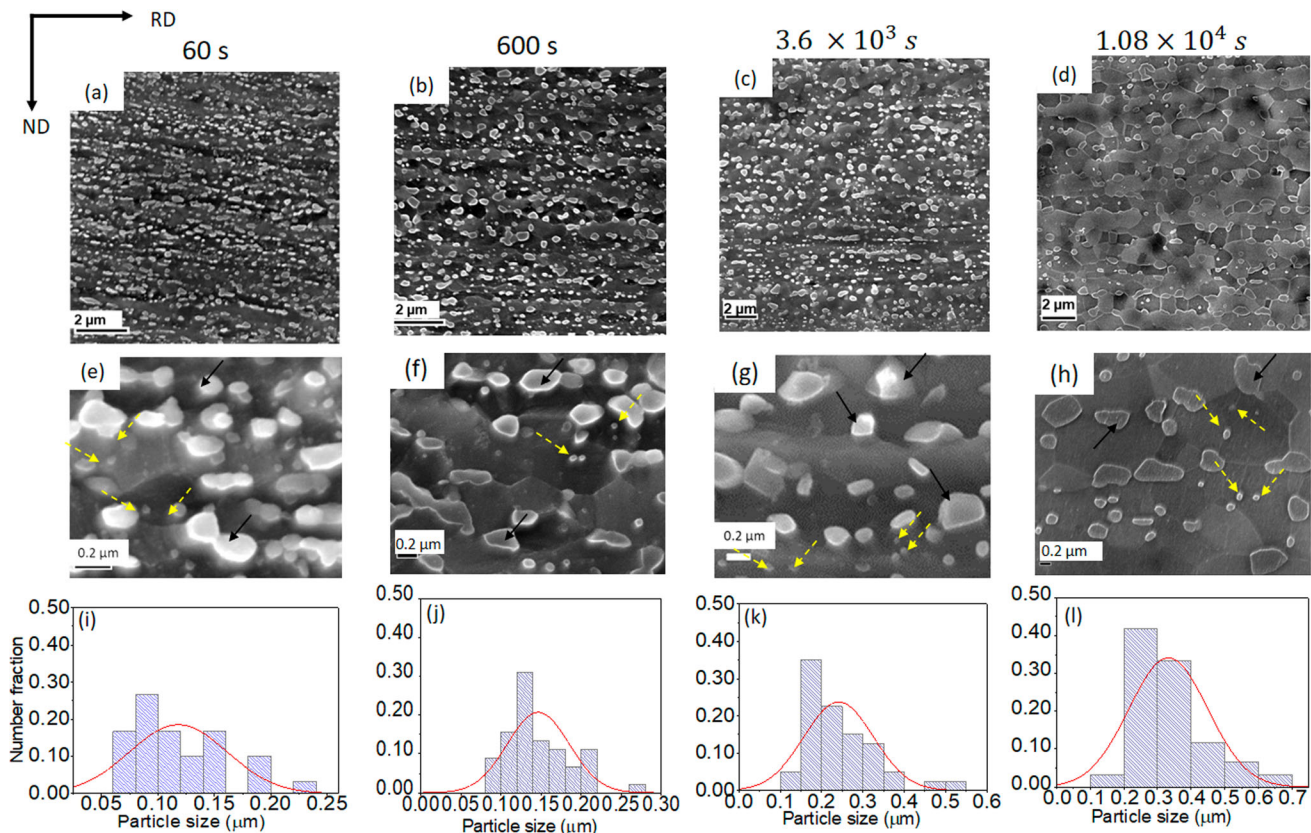 RD
ND
60 s
600 s
3.6 × 10³ s
1.08 × 10⁴ s
(a)
(b)
(c)
(d)
2 μm
2 μm
2 μm
2 μm
(e)
(f)
(g)
(h)
0.2 μm
0.2 μm
0.2 μm
0.2 μm
(i)
(j)
(k)
(l)
Number fraction
0.50
0.40
0.30
0.20
0.10
0.00
0.05 0.10 0.15 0.20 0.25
Particle size (μm)
0.50
0.40
0.30
0.20
0.10
0.00
0.00 0.05 0.10 0.15 0.20 0.25 0.30
Particle size (μm)
0.50
0.40
0.30
0.20
0.10
0.00
0.0 0.1 0.2 0.3 0.4 0.5 0.6
Particle size (μm)
0.50
0.40
0.30
0.20
0.10
0.00
0.0 0.1 0.2 0.3 0.4 0.5 0.6 0.7
Particle size (μm)